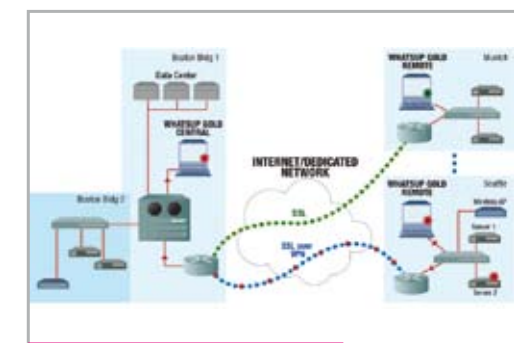 Boston Bldg 1
Data Center
WHATSUP GOLD
CENTRAL
Boston Bldg 2
INTERNET/DEDICATED
NETWORK
SSL
SSL over
VPN
WHATSUP GOLD
REMOTE
Munich
WHATSUP GOLD
REMOTE
Seattle
Wireless AP
Server 1
Server 2